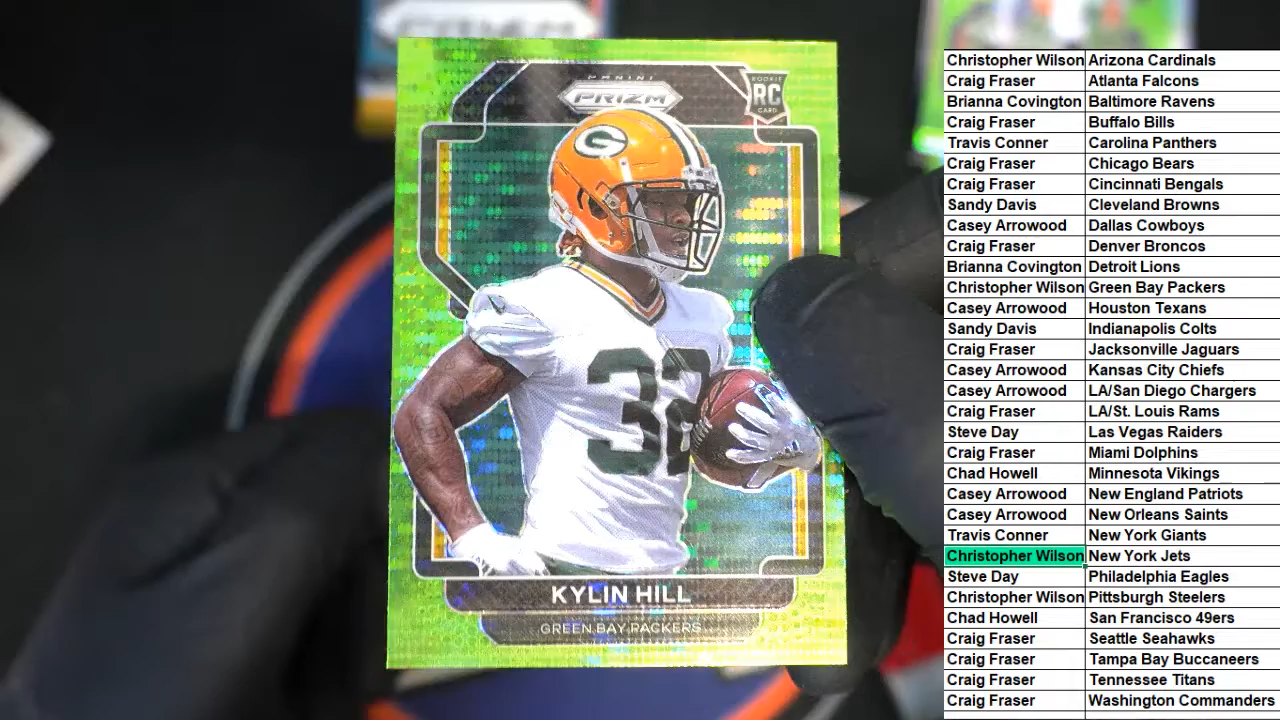 PANINI
PRIZM
ROOKIE
RC
CARD
G
32
KYLIN HILL
GREEN BAY PACKERS
Christopher Wilson Arizona Cardinals
Craig Fraser Atlanta Falcons
Brianna Covington Baltimore Ravens
Craig Fraser Buffalo Bills
Travis Conner Carolina Panthers
Craig Fraser Chicago Bears
Craig Fraser Cincinnati Bengals
Sandy Davis Cleveland Browns
Casey Arrowood Dallas Cowboys
Craig Fraser Denver Broncos
Brianna Covington Detroit Lions
Christopher Wilson Green Bay Packers
Casey Arrowood Houston Texans
Sandy Davis Indianapolis Colts
Craig Fraser Jacksonville Jaguars
Casey Arrowood Kansas City Chiefs
Casey Arrowood LA/San Diego Chargers
Craig Fraser LA/St. Louis Rams
Steve Day Las Vegas Raiders
Craig Fraser Miami Dolphins
Chad Howell Minnesota Vikings
Casey Arrowood New England Patriots
Casey Arrowood New Orleans Saints
Travis Conner New York Giants
Christopher Wilson New York Jets
Steve Day Philadelphia Eagles
Christopher Wilson Pittsburgh Steelers
Chad Howell San Francisco 49ers
Craig Fraser Seattle Seahawks
Craig Fraser Tampa Bay Buccaneers
Craig Fraser Tennessee Titans
Craig Fraser Washington Commanders